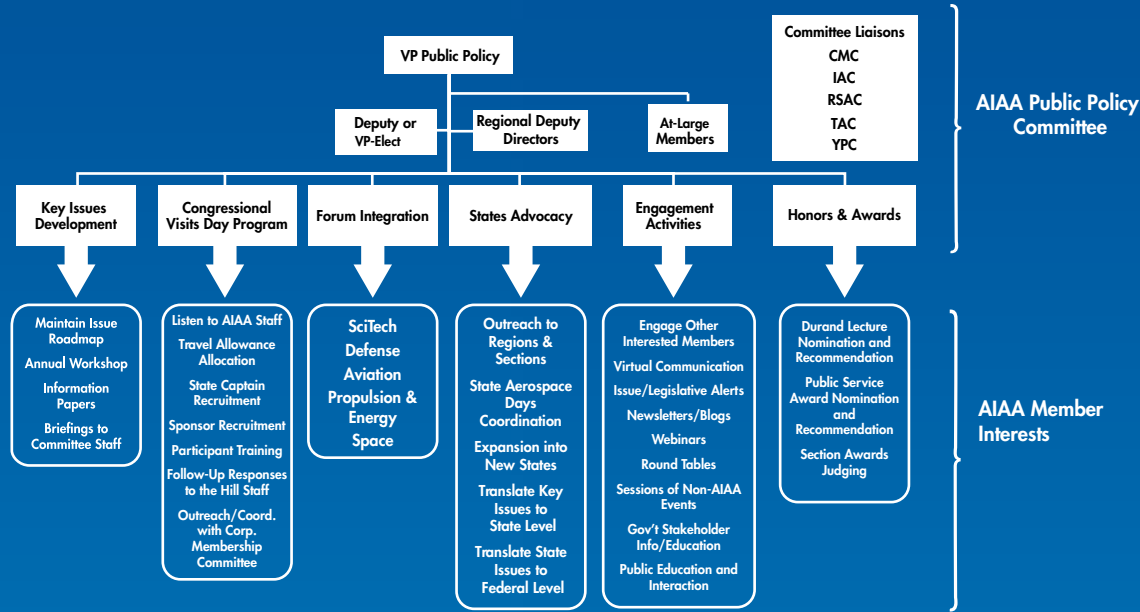 VP Public Policy
Committee Liaisons
CMC
IAC
RSAC
TAC
YPC
AIAA Public Policy
Committee
Deputy or
VP-Elect
Regional Deputy
Directors
At-Large
Members
Key Issues
Development
Congressional
Visits Day Program
Forum Integration
States Advocacy
Engagement
Activities
Honors & Awards
Maintain Issue
Roadmap
Annual Workshop
Information
Papers
Briefings to
Committee Staff
Listen to AIAA Staff
Travel Allowance
Allocation
State Captain
Recruitment
Sponsor Recruitment
Participant Training
Follow-Up Responses
to the Hill Staff
Outreach/Coord.
with Corp.
Membership
Committee
SciTech
Defense
Aviation
Propulsion &
Energy
Space
Outreach to
Regions &
Sections
State Aerospace
Days
Coordination
Expansion into
New States
Translate Key
Issues to
State Level
Translate State
Issues to
Federal Level
Engage Other
Interested Members
Virtual Communication
Issue/Legislative Alerts
Newsletters/Blogs
Webinars
Round Tables
Sessions of Non-AIAA
Events
Gov't Stakeholder
Info/Education
Public Education and
Interaction
Durand Lecture
Nomination and
Recommendation
Public Service
Award Nomination
and
Recommendation
Section Awards
Judging
AIAA Member
Interests